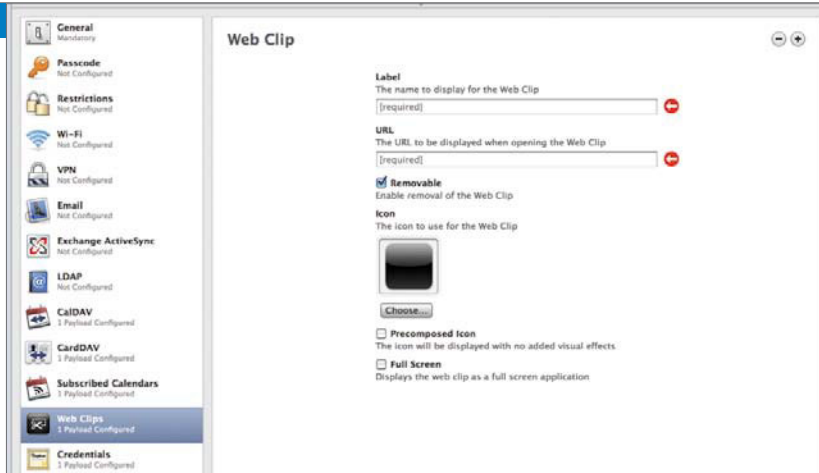 General
Mandatory
Passcode
Not Configured
Restrictions
Not Configured
Wi-Fi
Not Configured
VPN
Not Configured
Email
Not Configured
Exchange ActiveSync
Not Configured
LDAP
Not Configured
CalDAV
1 Payload Configured
CardDAV
1 Payload Configured
Subscribed Calendars
1 Payload Configured
Web Clips
1 Payload Configured
Credentials
1 Payload Configured
Web Clip
Label
The name to display for the Web Clip
[required]
URL
The URL to be displayed when opening the Web Clip
[required]
Removable
Enable removal of the Web Clip
Icon
The icon to use for the Web Clip
Choose...
Precomposed Icon
The icon will be displayed with no added visual effects
Full Screen
Displays the web clip as a full screen application